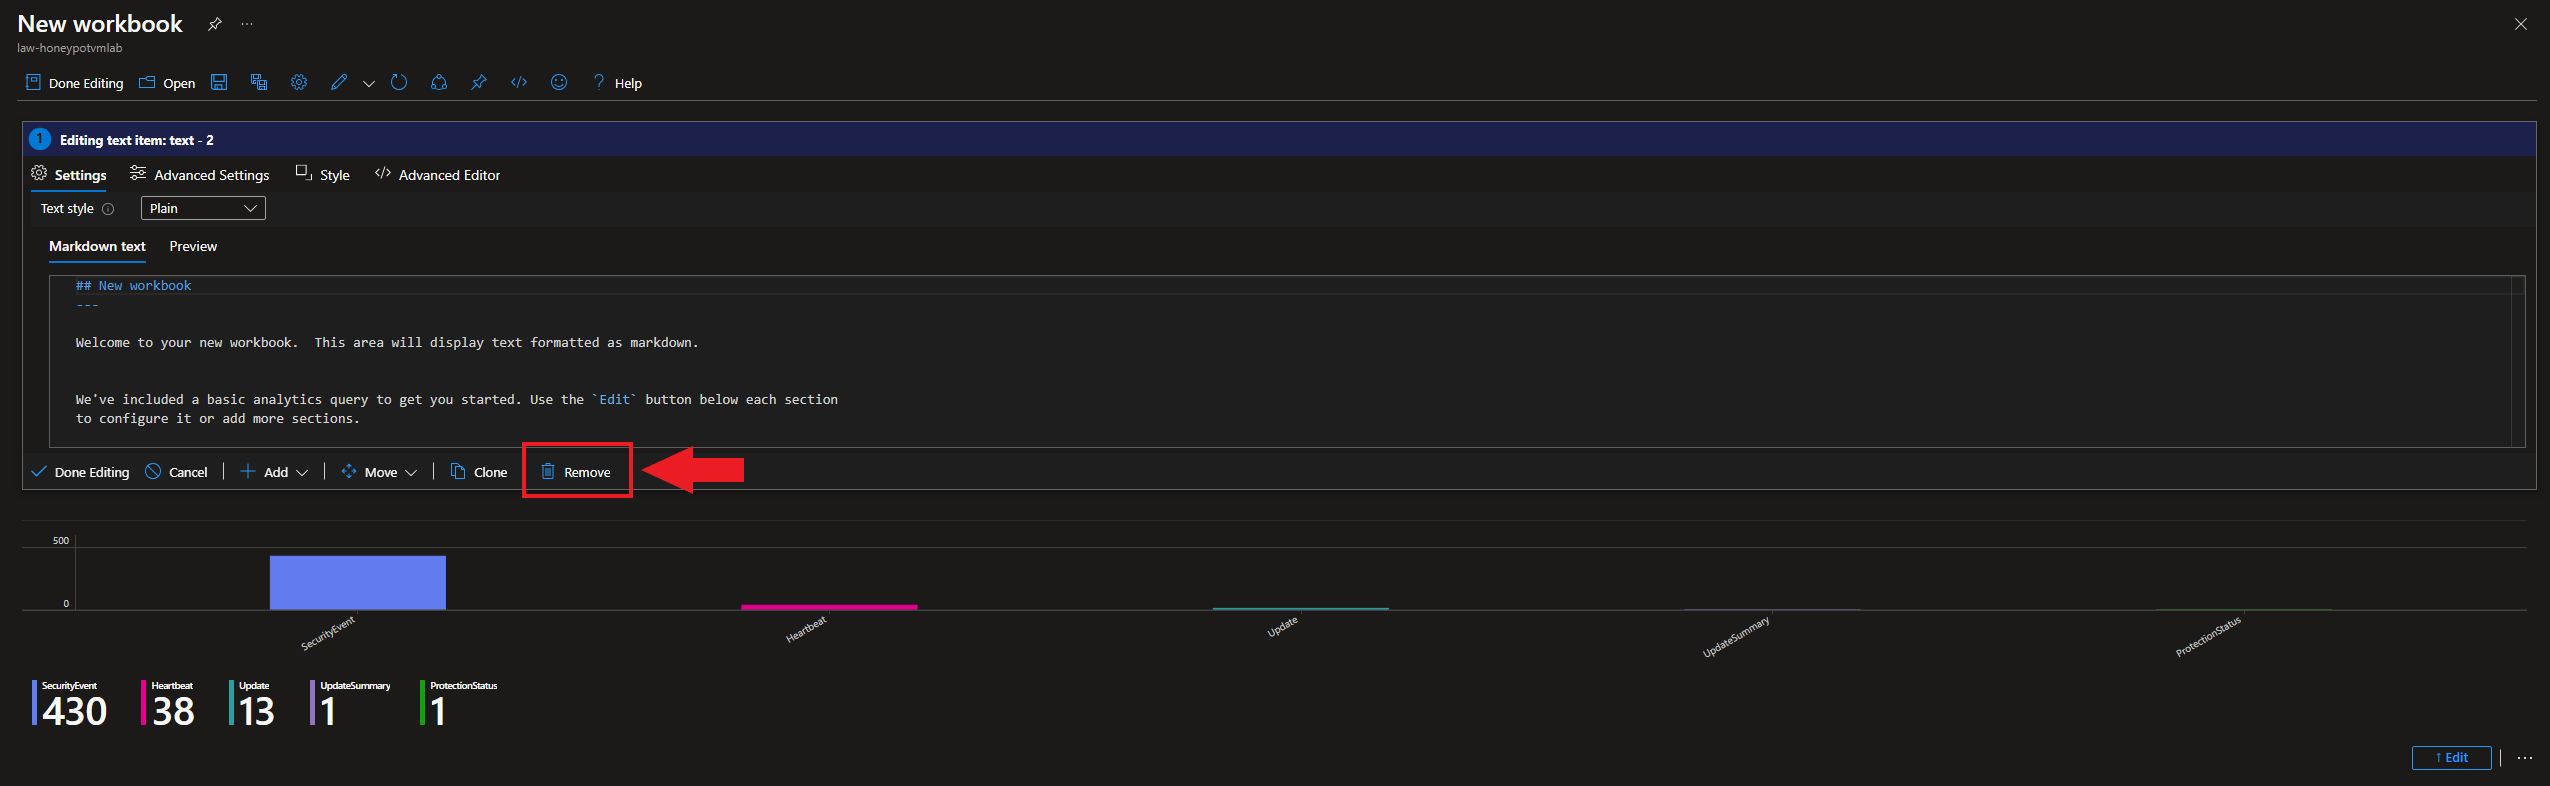 New workbook
law-honeypotvmlab
Done Editing Open Help
1 Editing text item: text - 2
Settings Advanced Settings Style Advanced Editor
Text style Plain
Markdown text Preview
## New workbook
---
Welcome to your new workbook.  This area will display text formatted as markdown.
We've included a basic analytics query to get you started. Use the `Edit` button below each section
to configure it or add more sections.
Done Editing Cancel Add Move Clone Remove
500
0
SecurityEvent Heartbeat Update UpdateSummary ProtectionStatus
SecurityEvent Heartbeat Update UpdateSummary ProtectionStatus
430 38 13 1 1
↑ Edit